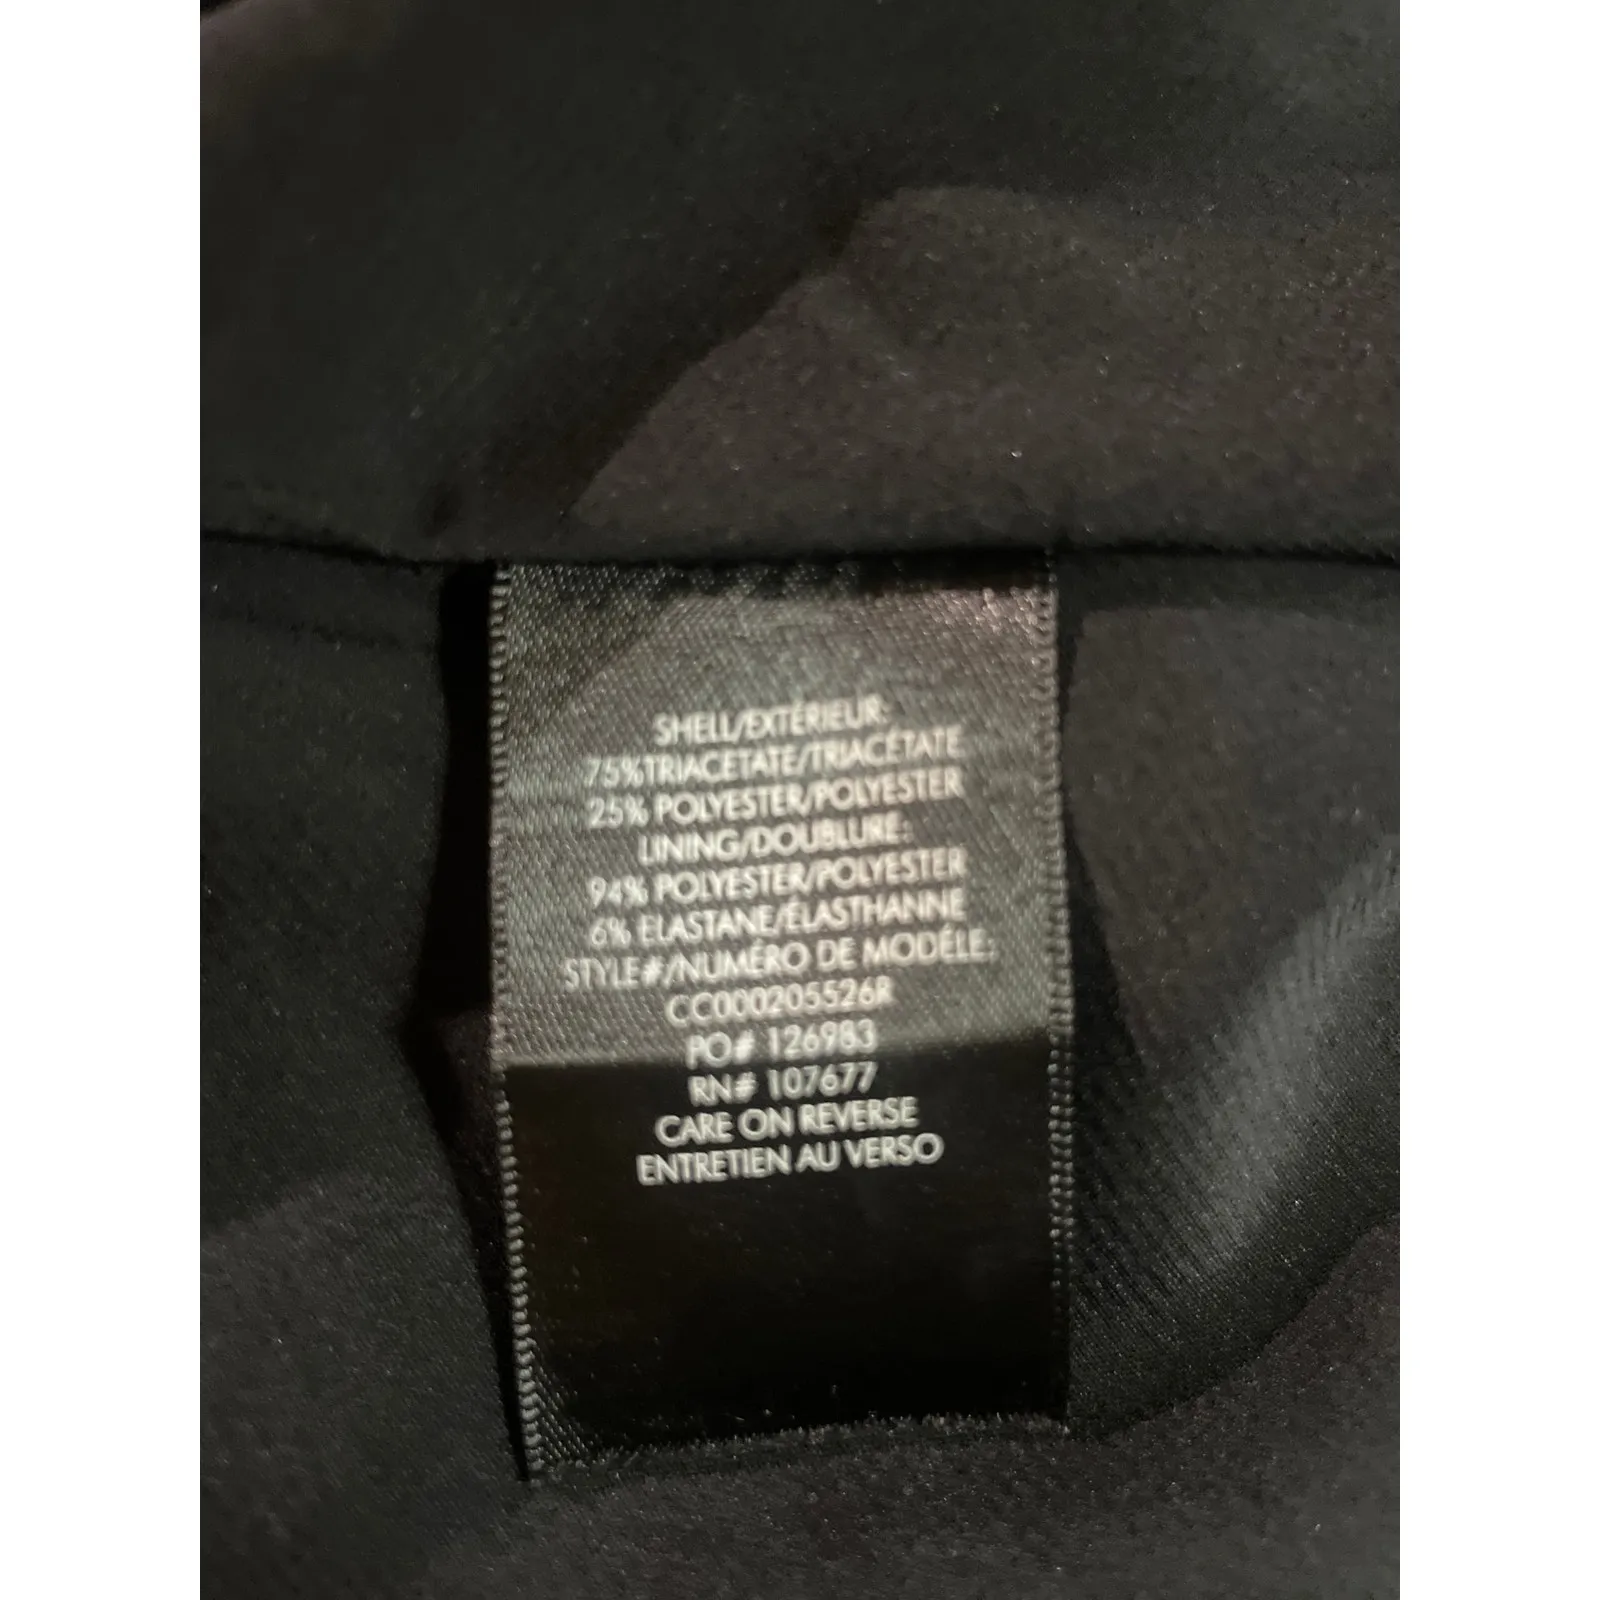 SHELL/EXTÉRIEUR:
75%TRIACETATE/TRIACÉTATE
25% POLYESTER/POLYESTER
LINING/DOUBLURE:
94% POLYESTER/POLYESTER
6% ELASTANE/ÉLASTHANNE
STYLE#/NUMÉRO DE MODÉLE:
CC000205526R
PO# 126983
RN# 107677
CARE ON REVERSE
ENTRETIEN AU VERSO